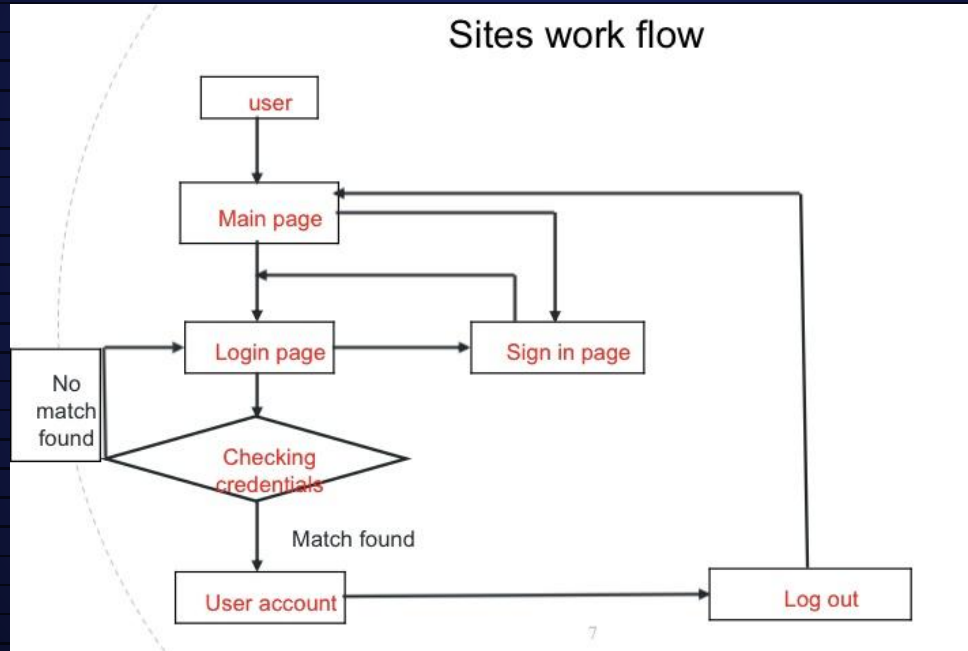 Sites work flow
user
Main page
Login page
Sign in page
No
match
found
Checking
credentials
Match found
User account
Log out
7